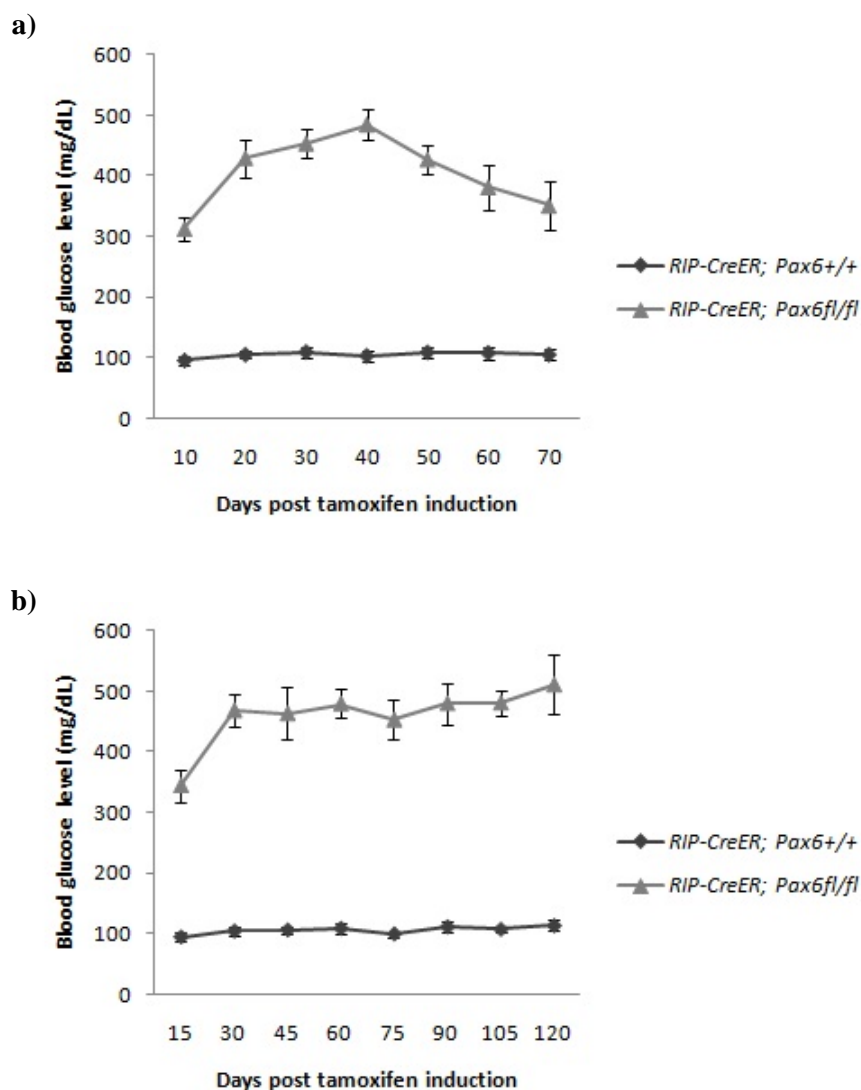 a)
600
500
400
300
200
100
0
Blood glucose level (mg/dL)
10 20 30 40 50 60 70
Days post tamoxifen induction
RIP-CreER; Pax6+/+
RIP-CreER; Pax6fl/fl
b)
600
500
400
300
200
100
0
Blood glucose level (mg/dL)
15 30 45 60 75 90 105 120
Days post tamoxifen induction
RIP-CreER; Pax6+/+
RIP-CreER; Pax6fl/fl